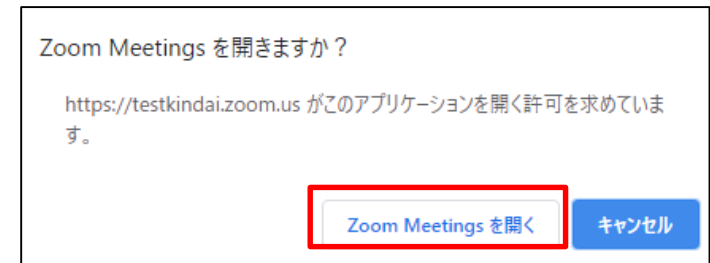 Zoom Meetings を開きますか？
https://testkindai.zoom.us がこのアプリケーションを開く許可を求めていま
す。
Zoom Meetings を開く
キャンセル